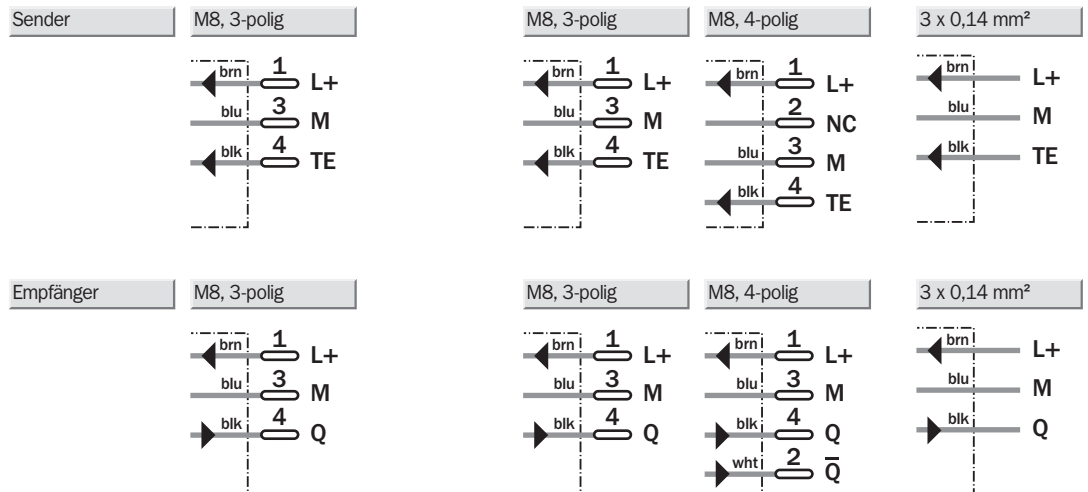 Sender
M8, 3-polig
M8, 3-polig
M8, 4-polig
3 x 0,14 mm²
brn 1 L+
blu 3 M
blk 4 TE
brn 1 L+
blu 3 M
blk 4 TE
brn 1 L+
2 NC
blu 3 M
blk 4 TE
brn L+
blu M
blk TE
Empfänger
M8, 3-polig
M8, 3-polig
M8, 4-polig
3 x 0,14 mm²
brn 1 L+
blu 3 M
blk 4 Q
brn 1 L+
blu 3 M
blk 4 Q
brn 1 L+
blu 3 M
blk 4 Q
wht 2 Q̅
brn L+
blu M
blk Q